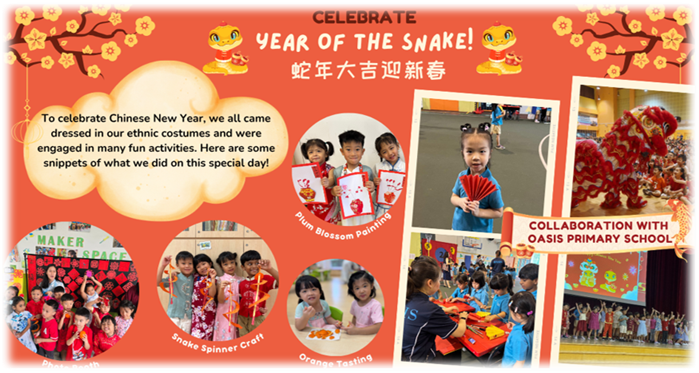 CELEBRATE
YEAR OF THE SNAKE!
蛇年大吉迎新春
To celebrate Chinese New Year, we all came
dressed in our ethnic costumes and were
engaged in many fun activities. Here are some
snippets of what we did on this special day!
Plum Blossom Painting
COLLABORATION WITH
OASIS PRIMARY SCHOOL
MAKER
SPACE
Snake Spinner Craft
Orange Tasting
Photo Booth